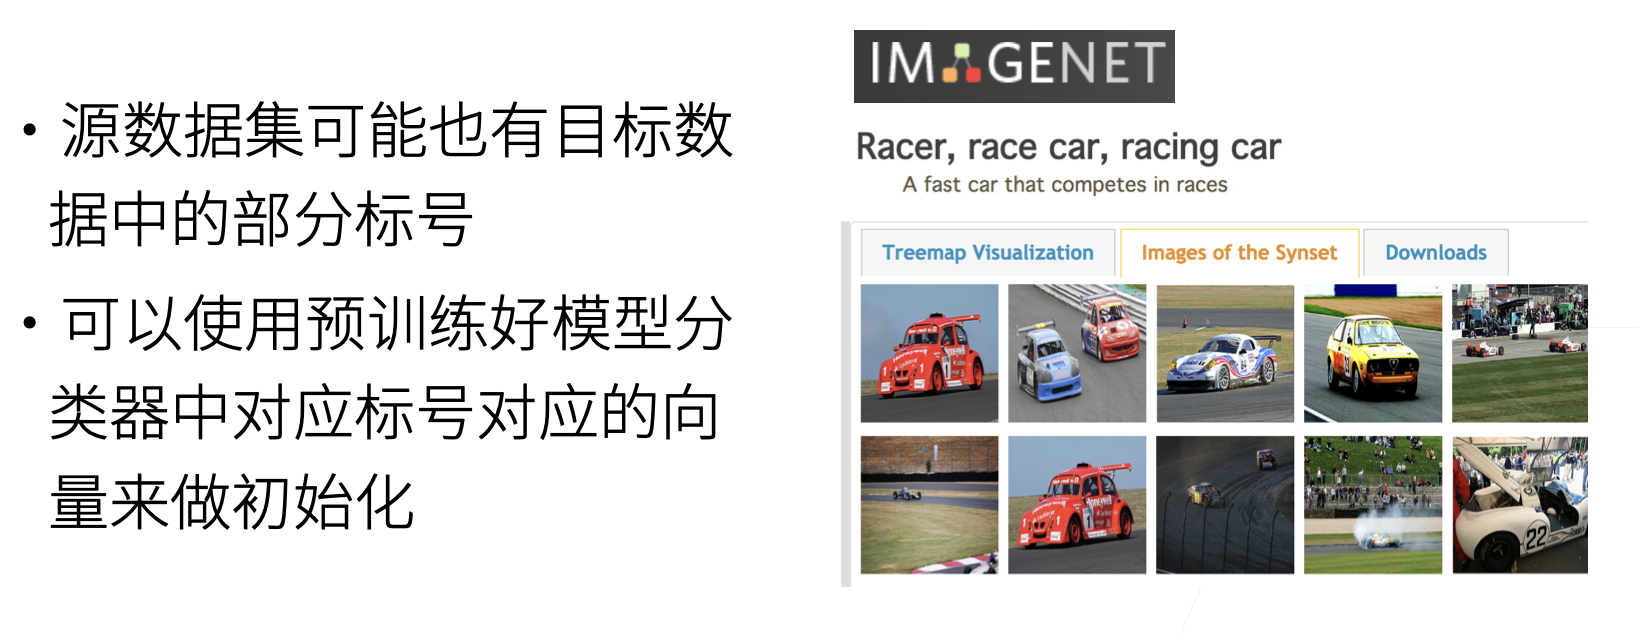 • 源数据集可能也有目标数
据中的部分标号
• 可以使用预训练好模型分
类器中对应标号对应的向
量来做初始化
IMAGENET
Racer, race car, racing car
A fast car that competes in races
Treemap Visualization
Images of the Synset
Downloads
22